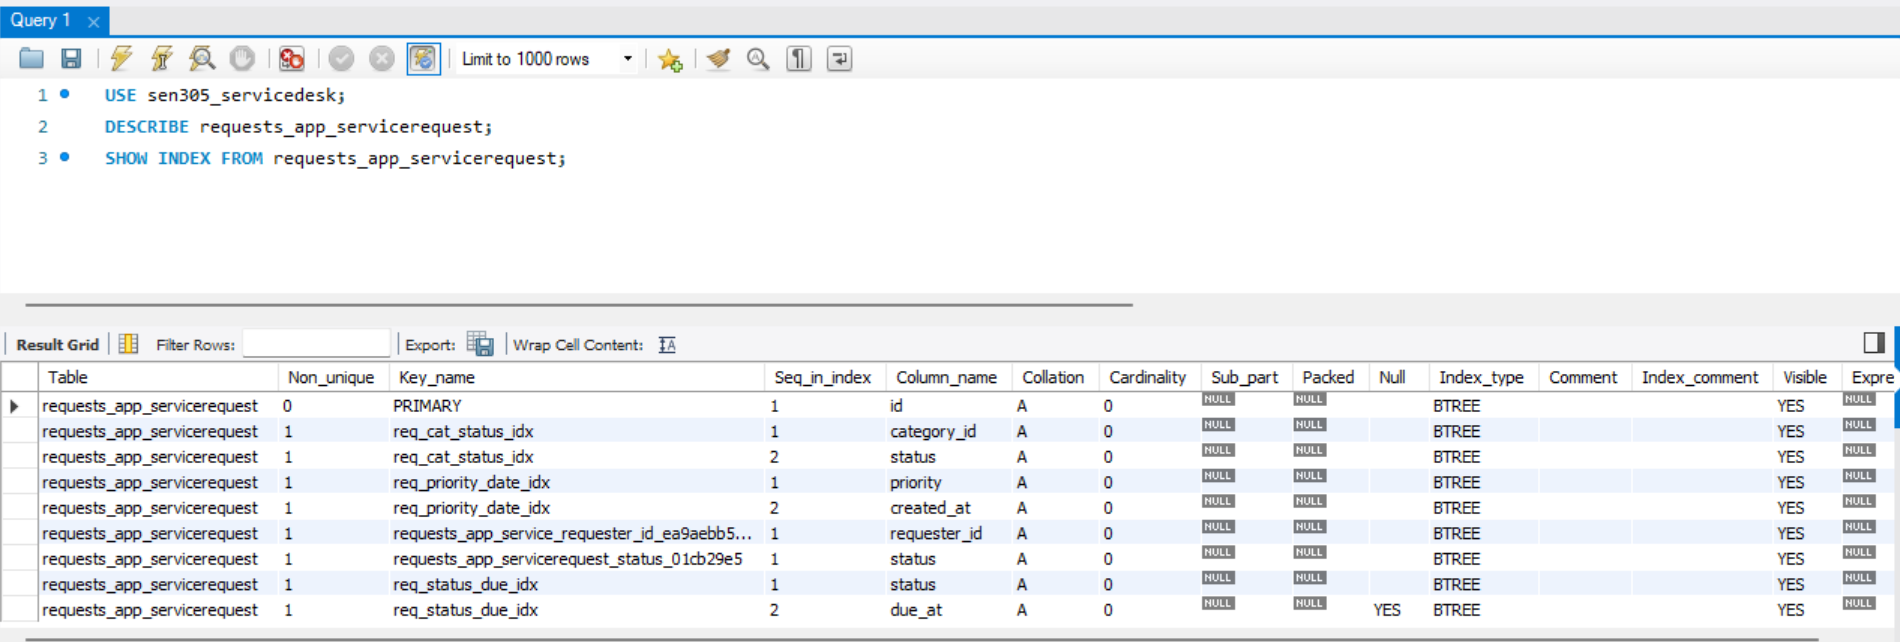 Query 1
Limit to 1000 rows
1 USE sen305_servicedesk;
2 DESCRIBE requests_app_servicerequest;
3 SHOW INDEX FROM requests_app_servicerequest;
Result Grid Filter Rows: Export: Wrap Cell Content:
Table Non_unique Key_name Seq_in_index Column_name Collation Cardinality Sub_part Packed Null Index_type Comment Index_comment Visible Expre
requests_app_servicerequest 0 PRIMARY 1 id A 0 NULL NULL BTREE YES NULL
requests_app_servicerequest 1 req_cat_status_idx 1 category_id A 0 NULL NULL BTREE YES NULL
requests_app_servicerequest 1 req_cat_status_idx 2 status A 0 NULL NULL BTREE YES NULL
requests_app_servicerequest 1 req_priority_date_idx 1 priority A 0 NULL NULL BTREE YES NULL
requests_app_servicerequest 1 req_priority_date_idx 2 created_at A 0 NULL NULL BTREE YES NULL
requests_app_servicerequest 1 requests_app_service_requester_id_ea9aebb5... 1 requester_id A 0 NULL NULL BTREE YES NULL
requests_app_servicerequest 1 requests_app_servicerequest_status_01cb29e5 1 status A 0 NULL NULL BTREE YES NULL
requests_app_servicerequest 1 req_status_due_idx 1 status A 0 NULL NULL BTREE YES NULL
requests_app_servicerequest 1 req_status_due_idx 2 due_at A 0 NULL NULL YES BTREE YES NULL